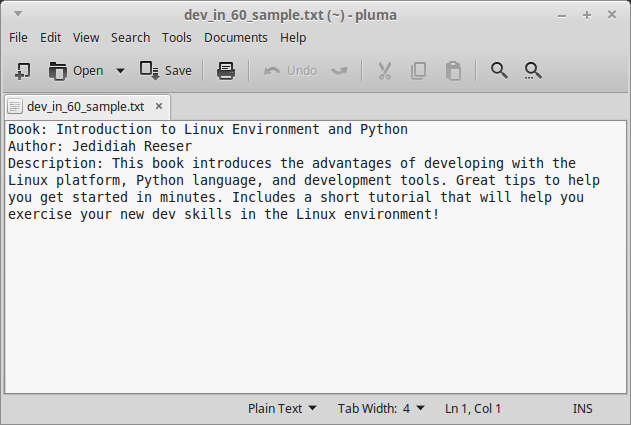 dev_in_60_sample.txt (~) - pluma
File Edit View Search Tools Documents Help
Open Save Undo
dev_in_60_sample.txt
Book: Introduction to Linux Environment and Python
Author: Jedidiah Reeser
Description: This book introduces the advantages of developing with the
Linux platform, Python language, and development tools. Great tips to help
you get started in minutes. Includes a short tutorial that will help you
exercise your new dev skills in the Linux environment!
Plain Text Tab Width: 4 Ln 1, Col 1 INS